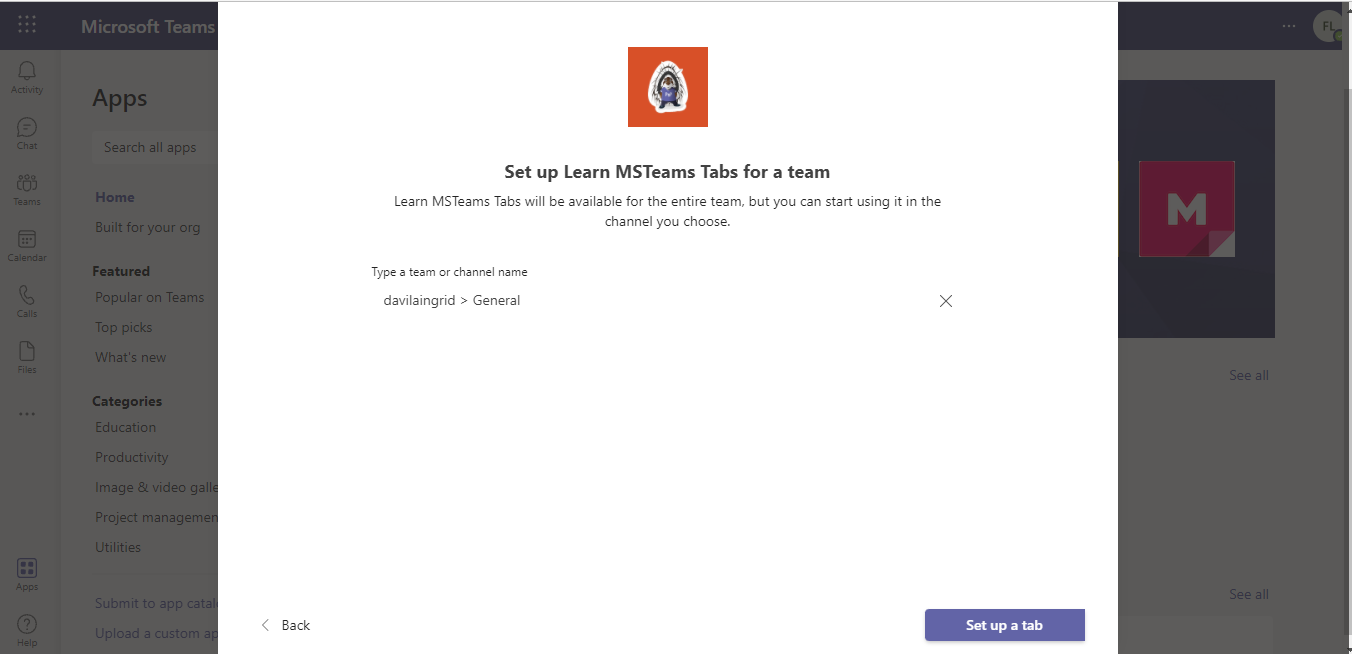 Microsoft Teams
...
FL
Activity
Chat
Teams
Calendar
Calls
Files
...
Apps
Help
Apps
Search all apps
Home
Built for your org
Featured
Popular on Teams
Top picks
What's new
Categories
Education
Productivity
Image & video galle
Project managemen
Utilities
Submit to app catal
Upload a custom ap
Set up Learn MSTeams Tabs for a team
Learn MSTeams Tabs will be available for the entire team, but you can start using it in the
channel you choose.
Type a team or channel name
davilaingrid > General
Back
Set up a tab
M
See all
See all